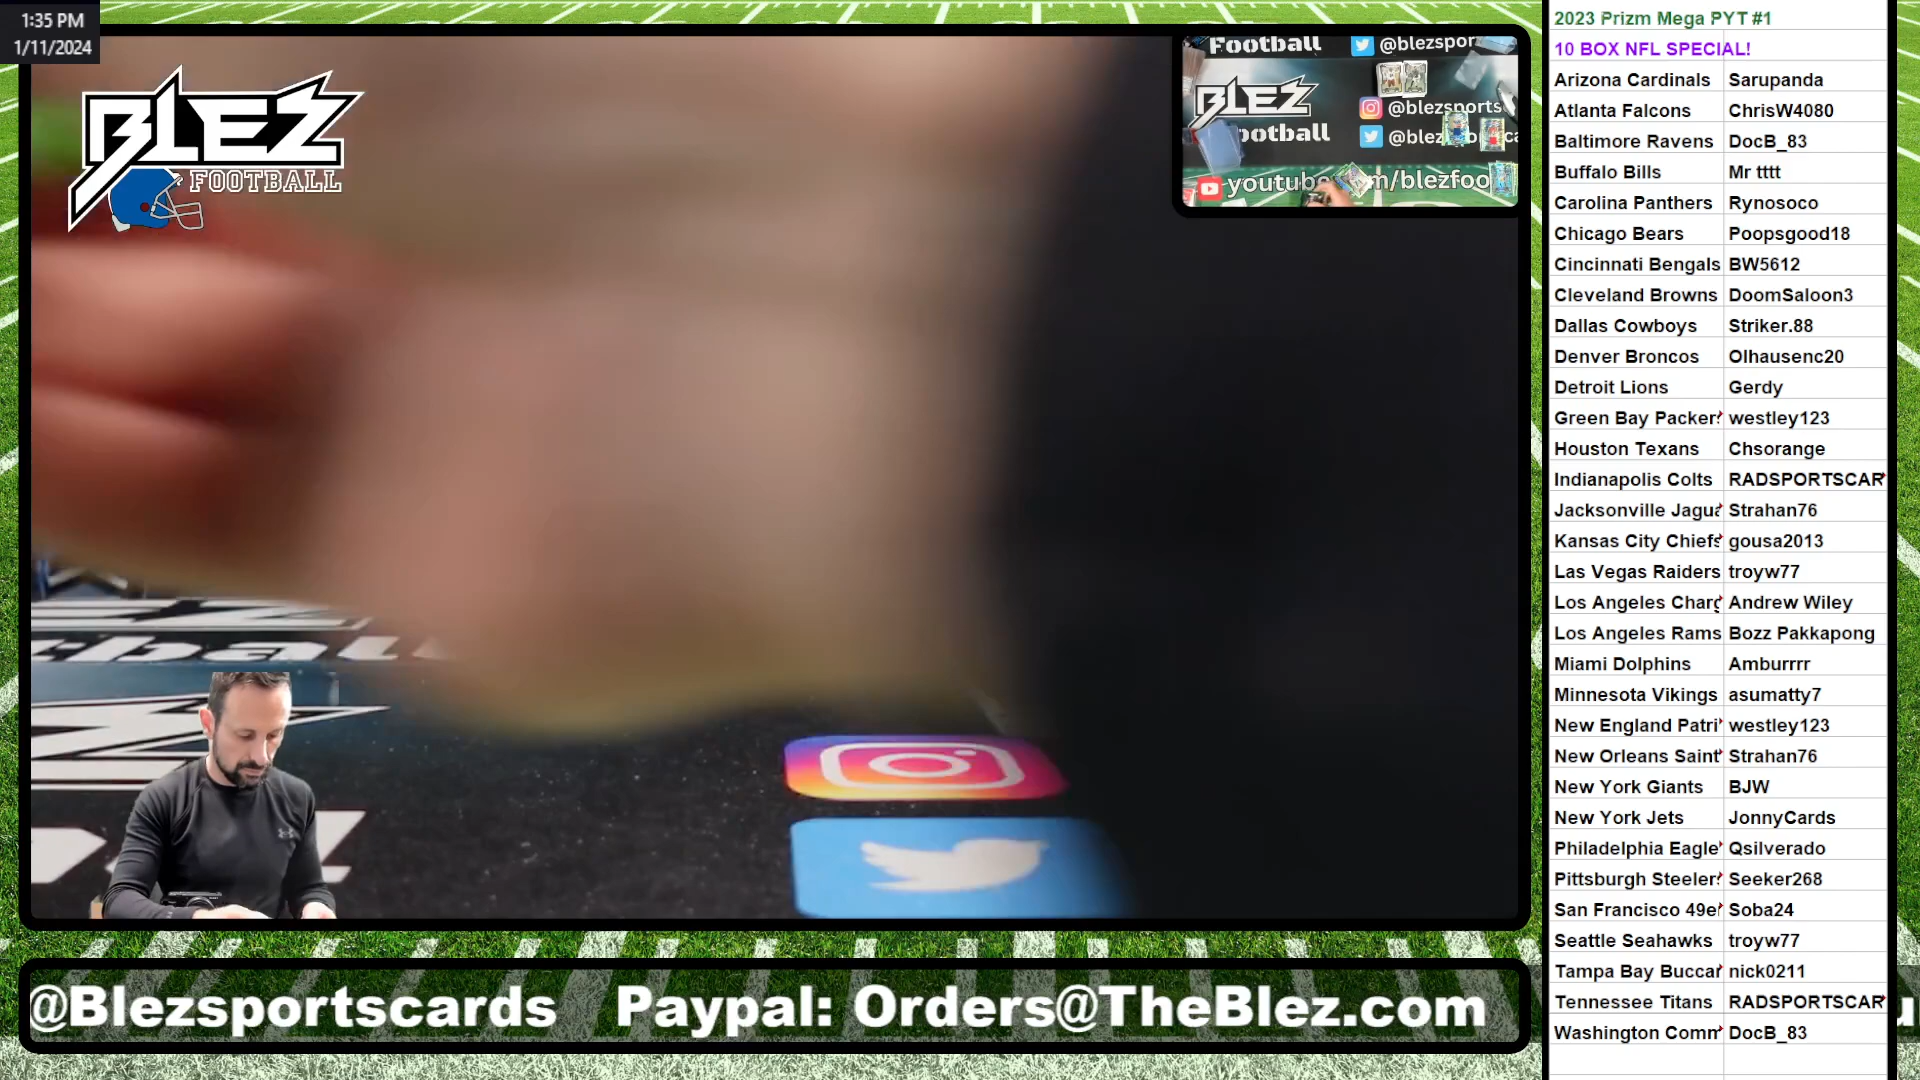 1:35 PM
1/11/2024
BLEZ
FOOTBALL
Football @blezspor
BLEZ @blezsports
ootball @blez
youtube m/blezfoo
@Blezsportscards Paypal: Orders@TheBlez.com
2023 Prizm Mega PYT #1
10 BOX NFL SPECIAL!
Arizona Cardinals Sarupanda
Atlanta Falcons ChrisW4080
Baltimore Ravens DocB_83
Buffalo Bills Mr tttt
Carolina Panthers Rynosoco
Chicago Bears Poopsgood18
Cincinnati Bengals BW5612
Cleveland Browns DoomSaloon3
Dallas Cowboys Striker.88
Denver Broncos Olhausenc20
Detroit Lions Gerdy
Green Bay Packer westley123
Houston Texans Chsorange
Indianapolis Colts RADSPORTSCAR
Jacksonville Jagua Strahan76
Kansas City Chiefs gousa2013
Las Vegas Raiders troyw77
Los Angeles Charg Andrew Wiley
Los Angeles Rams Bozz Pakkapong
Miami Dolphins Amburrrr
Minnesota Vikings asumatty7
New England Patri westley123
New Orleans Saint Strahan76
New York Giants BJW
New York Jets JonnyCards
Philadelphia Eagle Qsilverado
Pittsburgh Steeler Seeker268
San Francisco 49er Soba24
Seattle Seahawks troyw77
Tampa Bay Buccar nick0211
Tennessee Titans RADSPORTSCAR
Washington Comm DocB_83